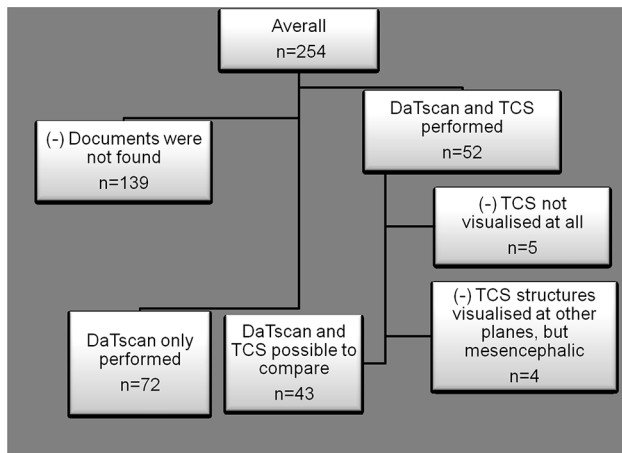 Averall
n=254
DaTscan and TCS
performed
n=52
(-) Documents were
not found
n=139
(-) TCS not
visualised at all
n=5
(-) TCS structures
visualised at other
planes, but
mesencephalic
n=4
DaTscan only
performed
n=72
DaTscan and
TCS possible to
compare
n=43